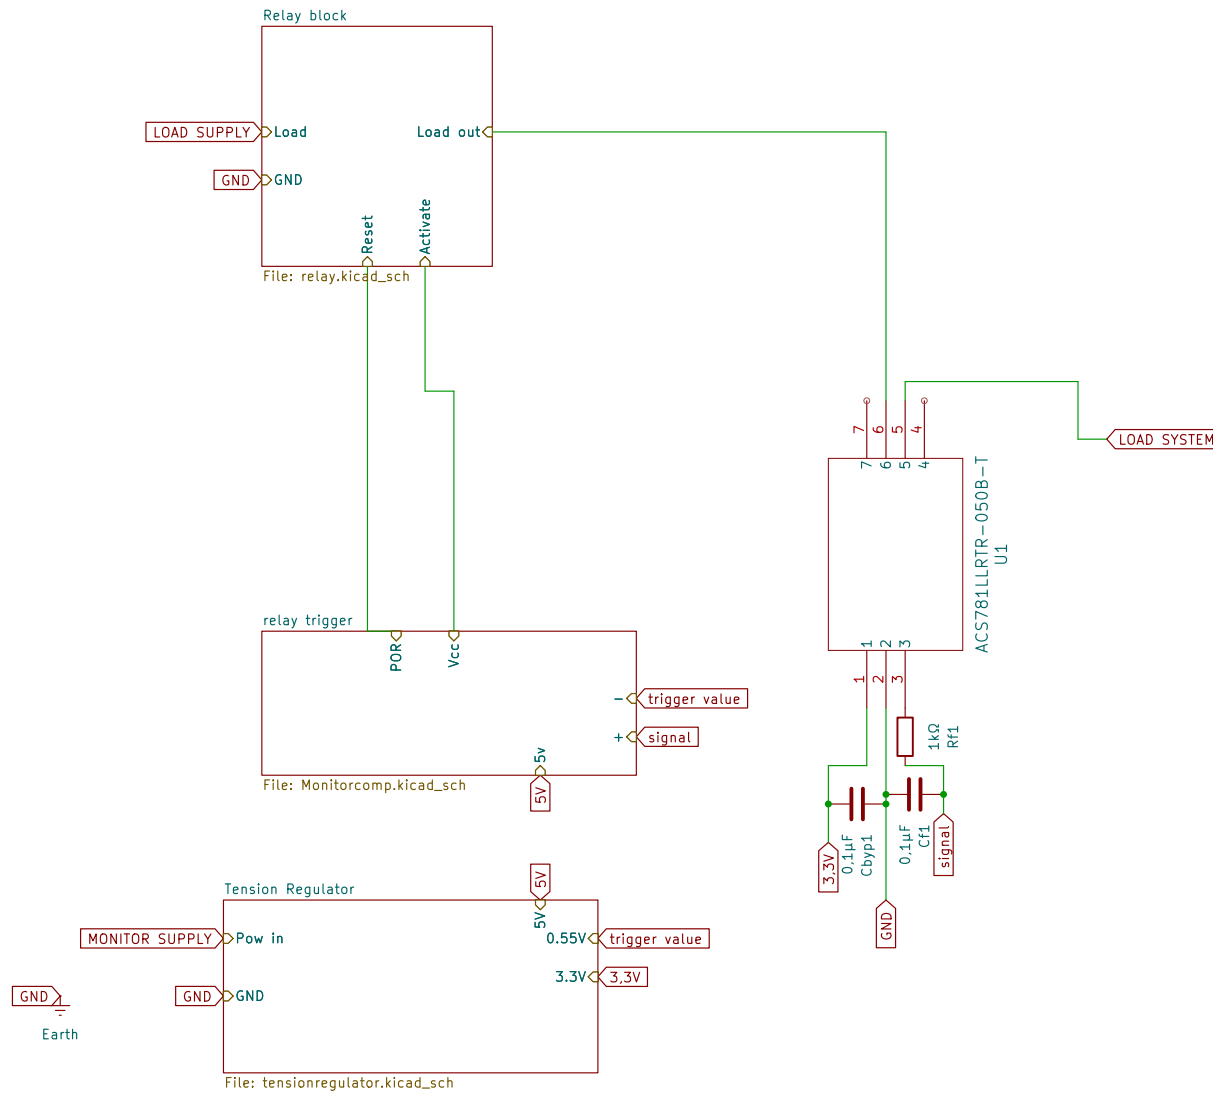 Relay block
LOAD SUPPLY
Load
Load out
GND
GND
Reset
Activate
File: relay.kicad_sch
7
6
5
4
7
6
5
4
LOAD SYSTEM
ACS781LLRTR-050B-T
U1
1
2
3
1
2
3
relay trigger
POR
Vcc
-
trigger value
+
signal
5v
5V
File: Monitorcomp.kicad_sch
1kΩ
Rf1
0,1µF
Cf1
signal
0,1µF
Cbyp1
3,3V
GND
Tension Regulator
5V
5V
MONITOR SUPPLY
Pow in
0.55V
trigger value
3.3V
3,3V
GND
GND
GND
Earth
File: tensionregulator.kicad_sch